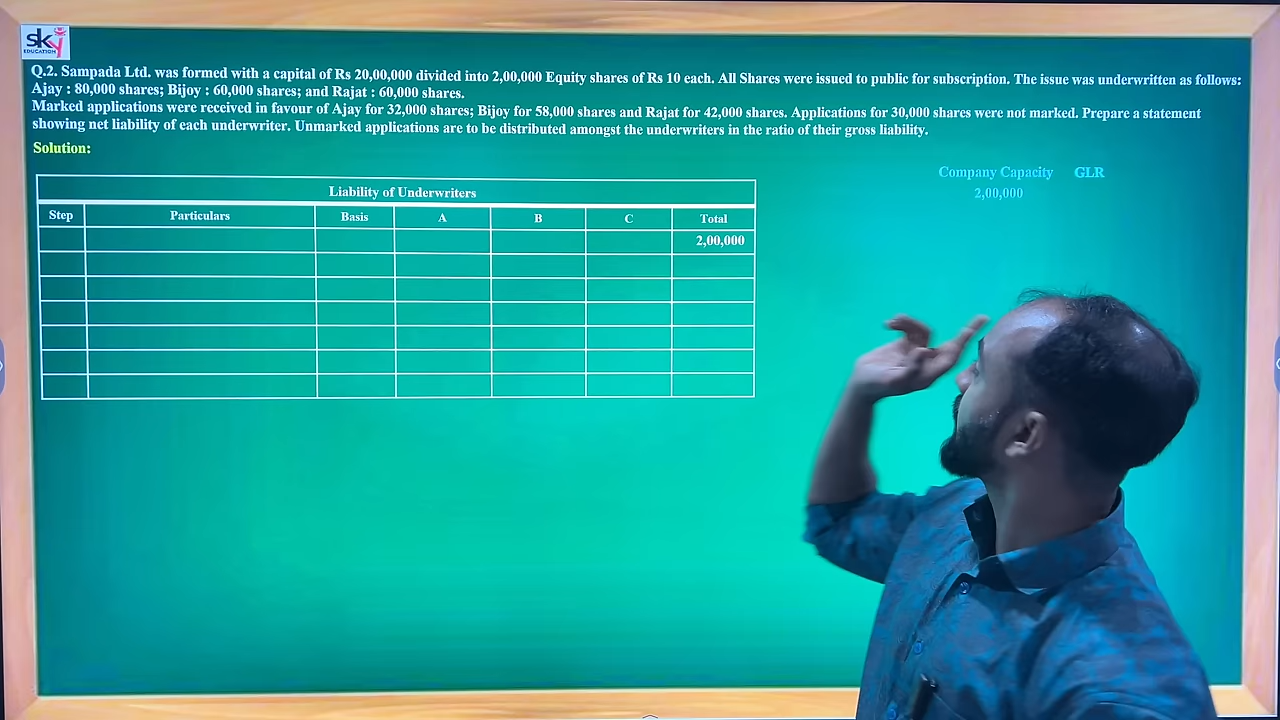 sky
EDUCATION
Q.2. Sampada Ltd. was formed with a capital of Rs 20,00,000 divided into 2,00,000 Equity shares of Rs 10 each. All Shares were issued to public for subscription. The issue was underwritten as follows:
Ajay : 80,000 shares; Bijoy : 60,000 shares; and Rajat : 60,000 shares.
Marked applications were received in favour of Ajay for 32,000 shares; Bijoy for 58,000 shares and Rajat for 42,000 shares. Applications for 30,000 shares were not marked. Prepare a statement
showing net liability of each underwriter. Unmarked applications are to be distributed amongst the underwriters in the ratio of their gross liability.
Solution:
Company Capacity GLR
2,00,000
Liability of Underwriters
Step Particulars Basis A B C Total
2,00,000